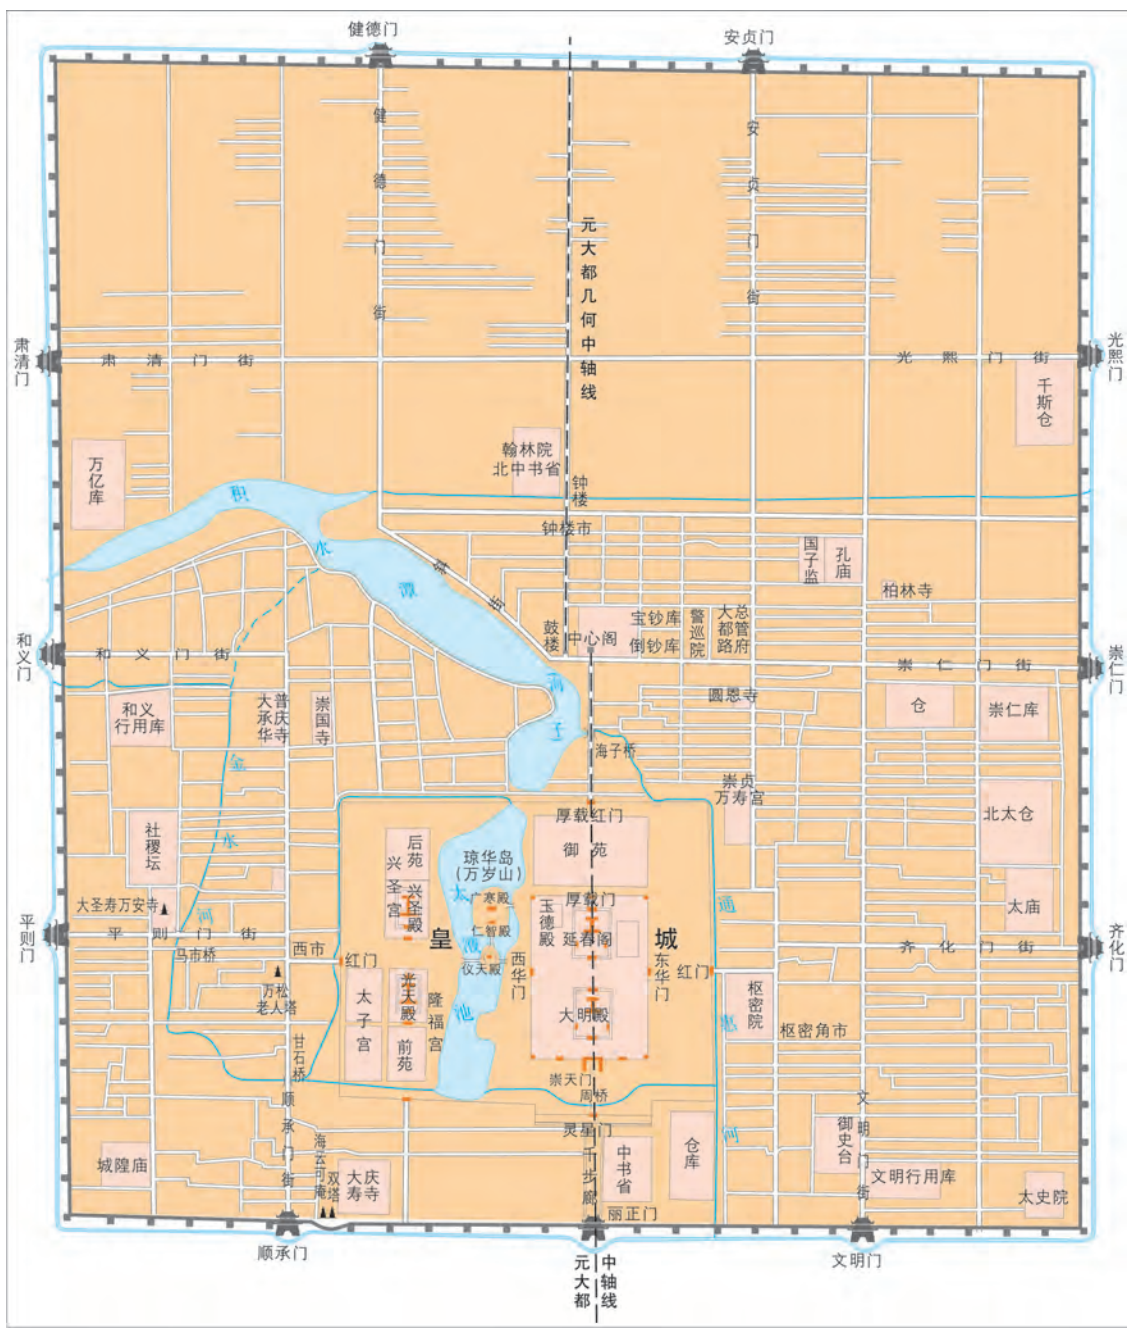 健德门
安贞门
健德门街
安贞门街
元大都几何中轴线
肃清门
肃清门街
光熙门街
光熙门
千斯仓
万亿库
翰林院
北中书省
钟楼
钟楼市
积水潭
斜街
国子监
孔庙
柏林寺
鼓楼
中心阁
宝钞库
倒钞库
警巡院
大都路
总管府
和义门
和义门街
崇仁门街
崇仁门
海子
圆恩寺
仓
崇仁库
和义
行用库
大承华
普庆寺
崇国寺
海子桥
金水河
崇贞
万寿宫
北太仓
社稷坛
厚载红门
御苑
后苑
兴圣宫
兴圣殿
琼华岛
(万岁山)
广寒殿
仁智殿
仪天殿
太液池
厚载门
玉德殿
延春阁
太庙
大圣寿万安寺
平则门
平则门街
马市桥
西市
红门
皇城
西华门
东华门
红门
通惠河
齐化门街
齐化门
万松
老人塔
太子宫
光天殿
隆福宫
前苑
大明殿
枢密院
枢密角市
甘石桥
崇天门
周桥
灵星门
千步廊
中书省
仓库
御史台
文明门街
文明行用库
太史院
城隍庙
顺承门街
海云可庵
双塔
大庆
寿寺
丽正门
顺承门
文明门
元大都
中轴线